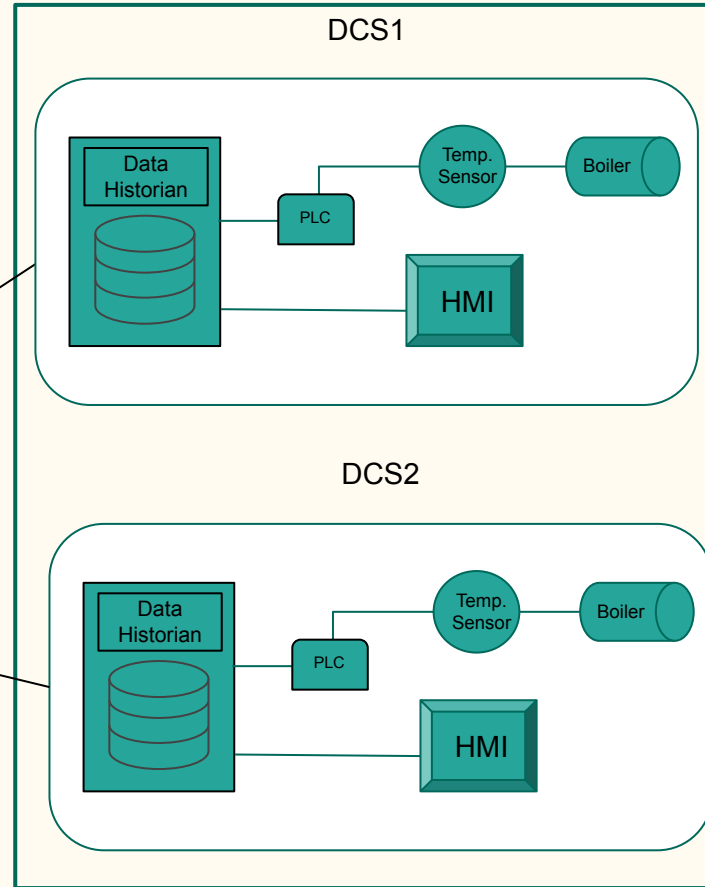 DCS1
Data
Historian
Temp.
Sensor
Boiler
PLC
HMI
DCS2
Data
Historian
Temp.
Sensor
Boiler
PLC
HMI